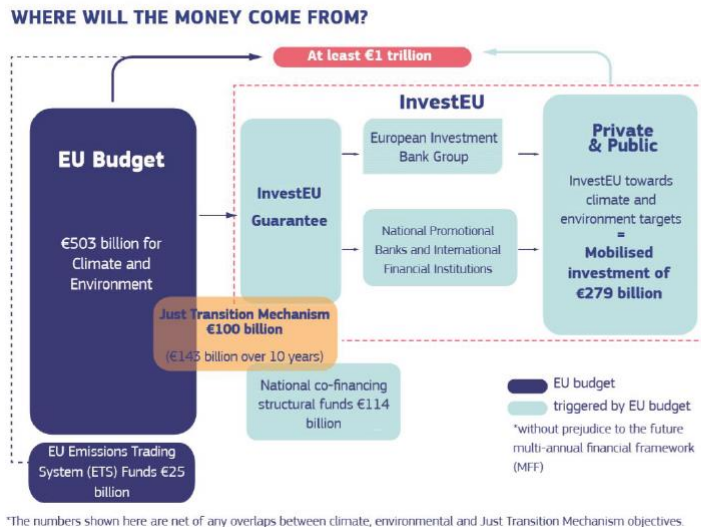 WHERE WILL THE MONEY COME FROM?
At least €1 trillion
InvestEU
EU Budget
€503 billion for
Climate and
Environment
InvestEU
Guarantee
European Investment
Bank Group
National Promotional
Banks and International
Financial Institutions
Private
& Public
InvestEU towards
climate and
environment targets
=
Mobilised
investment of
€279 billion
Just Transition Mechanism
€100 billion
(€143 billion over 10 years)
National co-financing
structural funds €114
billion
EU Emissions Trading
System (ETS) Funds €25
billion
EU budget
triggered by EU budget
*without prejudice to the future
multi-annual financial framework
(MFF)
*The numbers shown here are net of any overlaps between climate, environmental and Just Transition Mechanism objectives.